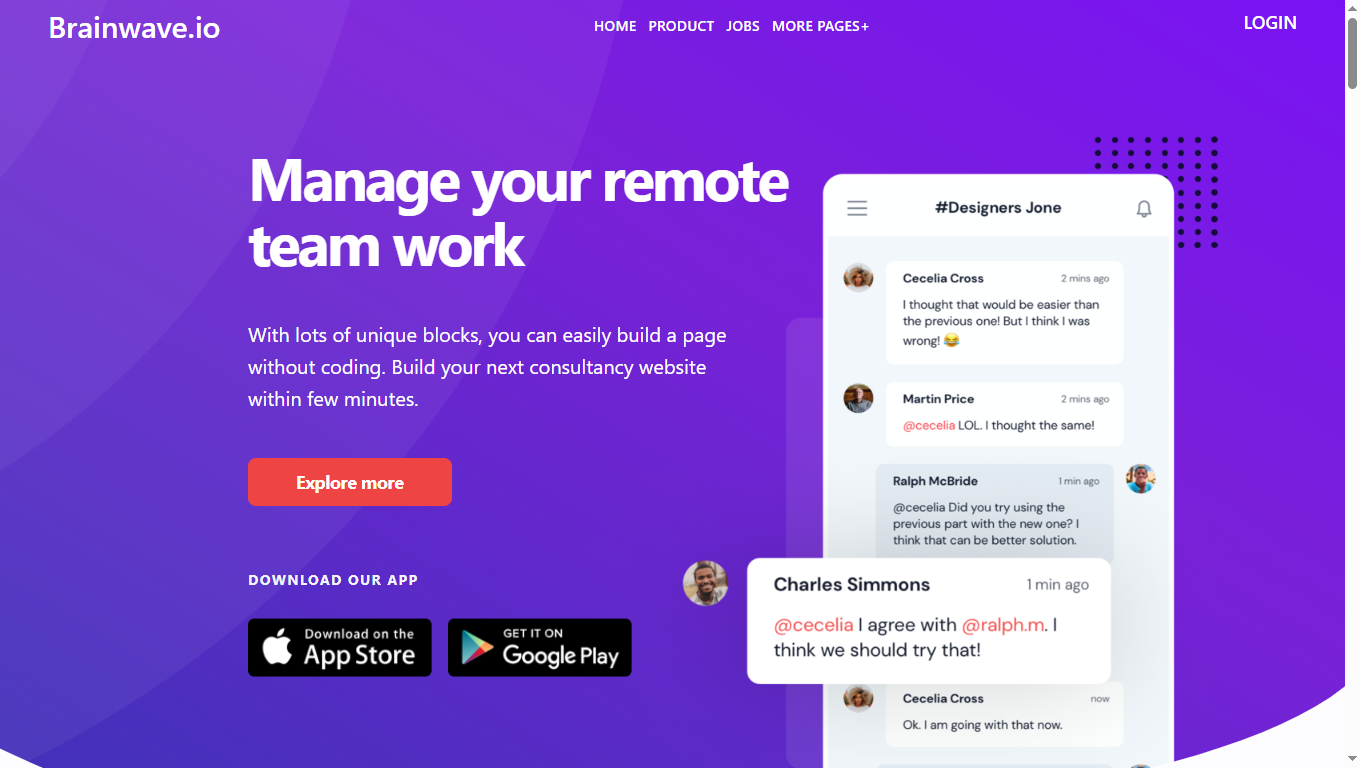 Brainwave.io
HOME PRODUCT JOBS MORE PAGES+
LOGIN
Manage your remote
team work
With lots of unique blocks, you can easily build a page
without coding. Build your next consultancy website
within few minutes.
Explore more
DOWNLOAD OUR APP
Download on the
App Store
GET IT ON
Google Play
#Designers Jone
Cecelia Cross 2 mins ago
I thought that would be easier than
the previous one! But I think I was
wrong! 😂
Martin Price 2 mins ago
@cecelia LOL. I thought the same!
Ralph McBride 1 min ago
@cecelia Did you try using the
previous part with the new one? I
think that can be better solution.
Charles Simmons 1 min ago
@cecelia I agree with @ralph.m. I
think we should try that!
Cecelia Cross now
Ok. I am going with that now.